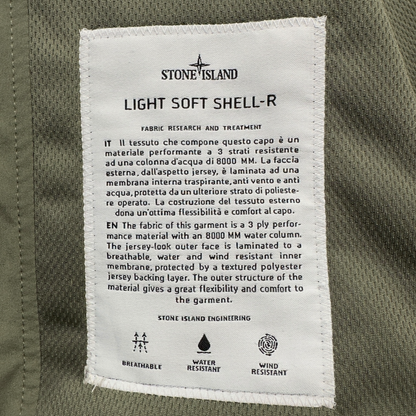 STONE ISLAND
LIGHT SOFT SHELL-R
FABRIC RESEARCH AND TREATMENT
IT Il tessuto che compone questo capo è un
materiale performante a 3 strati resistente
ad una colonna d'acqua di 8000 MM. La faccia
esterna, dall'aspetto jersey, è laminata ad una
membrana interna traspirante, anti vento e anti
acqua, protetta da un ulteriore strato di polieste-
re operato. La costruzione del tessuto esterno
dona un'ottima flessibilità e comfort al capo.
EN The fabric of this garment is a 3 ply perfor-
mance material with an 8000 MM water column.
The jersey-look outer face is laminated to a
breathable, water and wind resistant inner
membrane, protected by a textured polyester
jersey backing layer. The outer structure of the
material gives a great flexibility and comfort to
the garment.
STONE ISLAND ENGINEERING
BREATHABLE
WATER
RESISTANT
WIND
RESISTANT